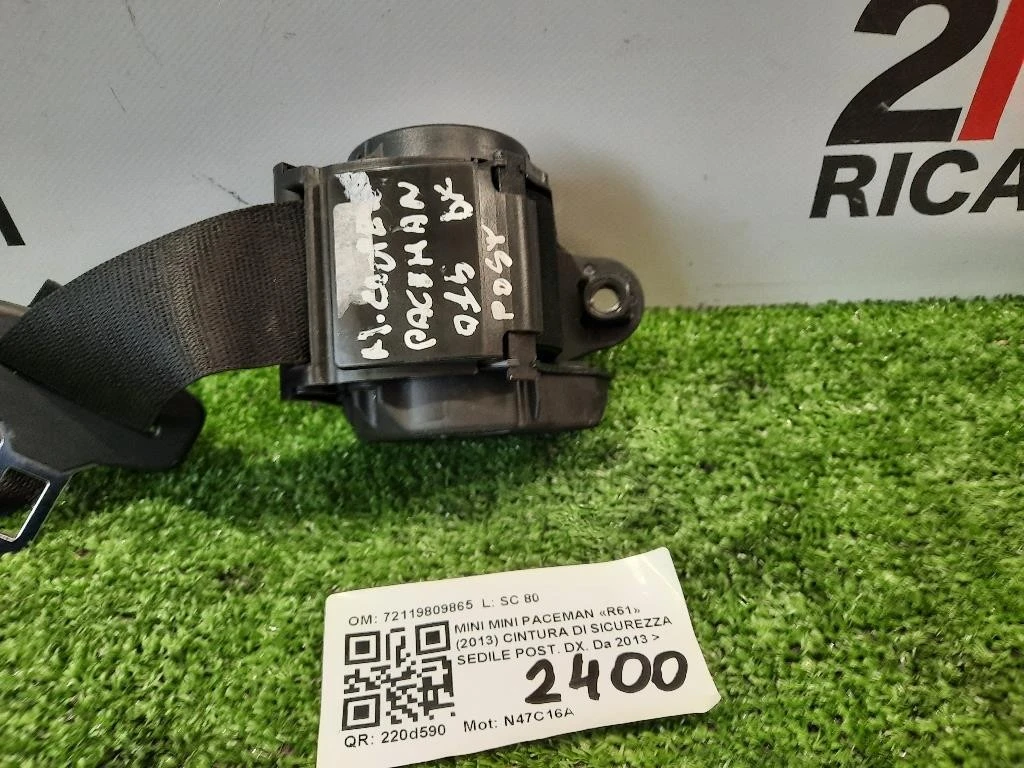 2
RICA
PACEMAN
DX
POST
OM: 72119809865 L: SC 80
MINI MINI PACEMAN «R61»
(2013) CINTURA DI SICUREZZA
SEDILE POST. DX. Da 2013 >
2400
QR: 220d590 Mot: N47C16A